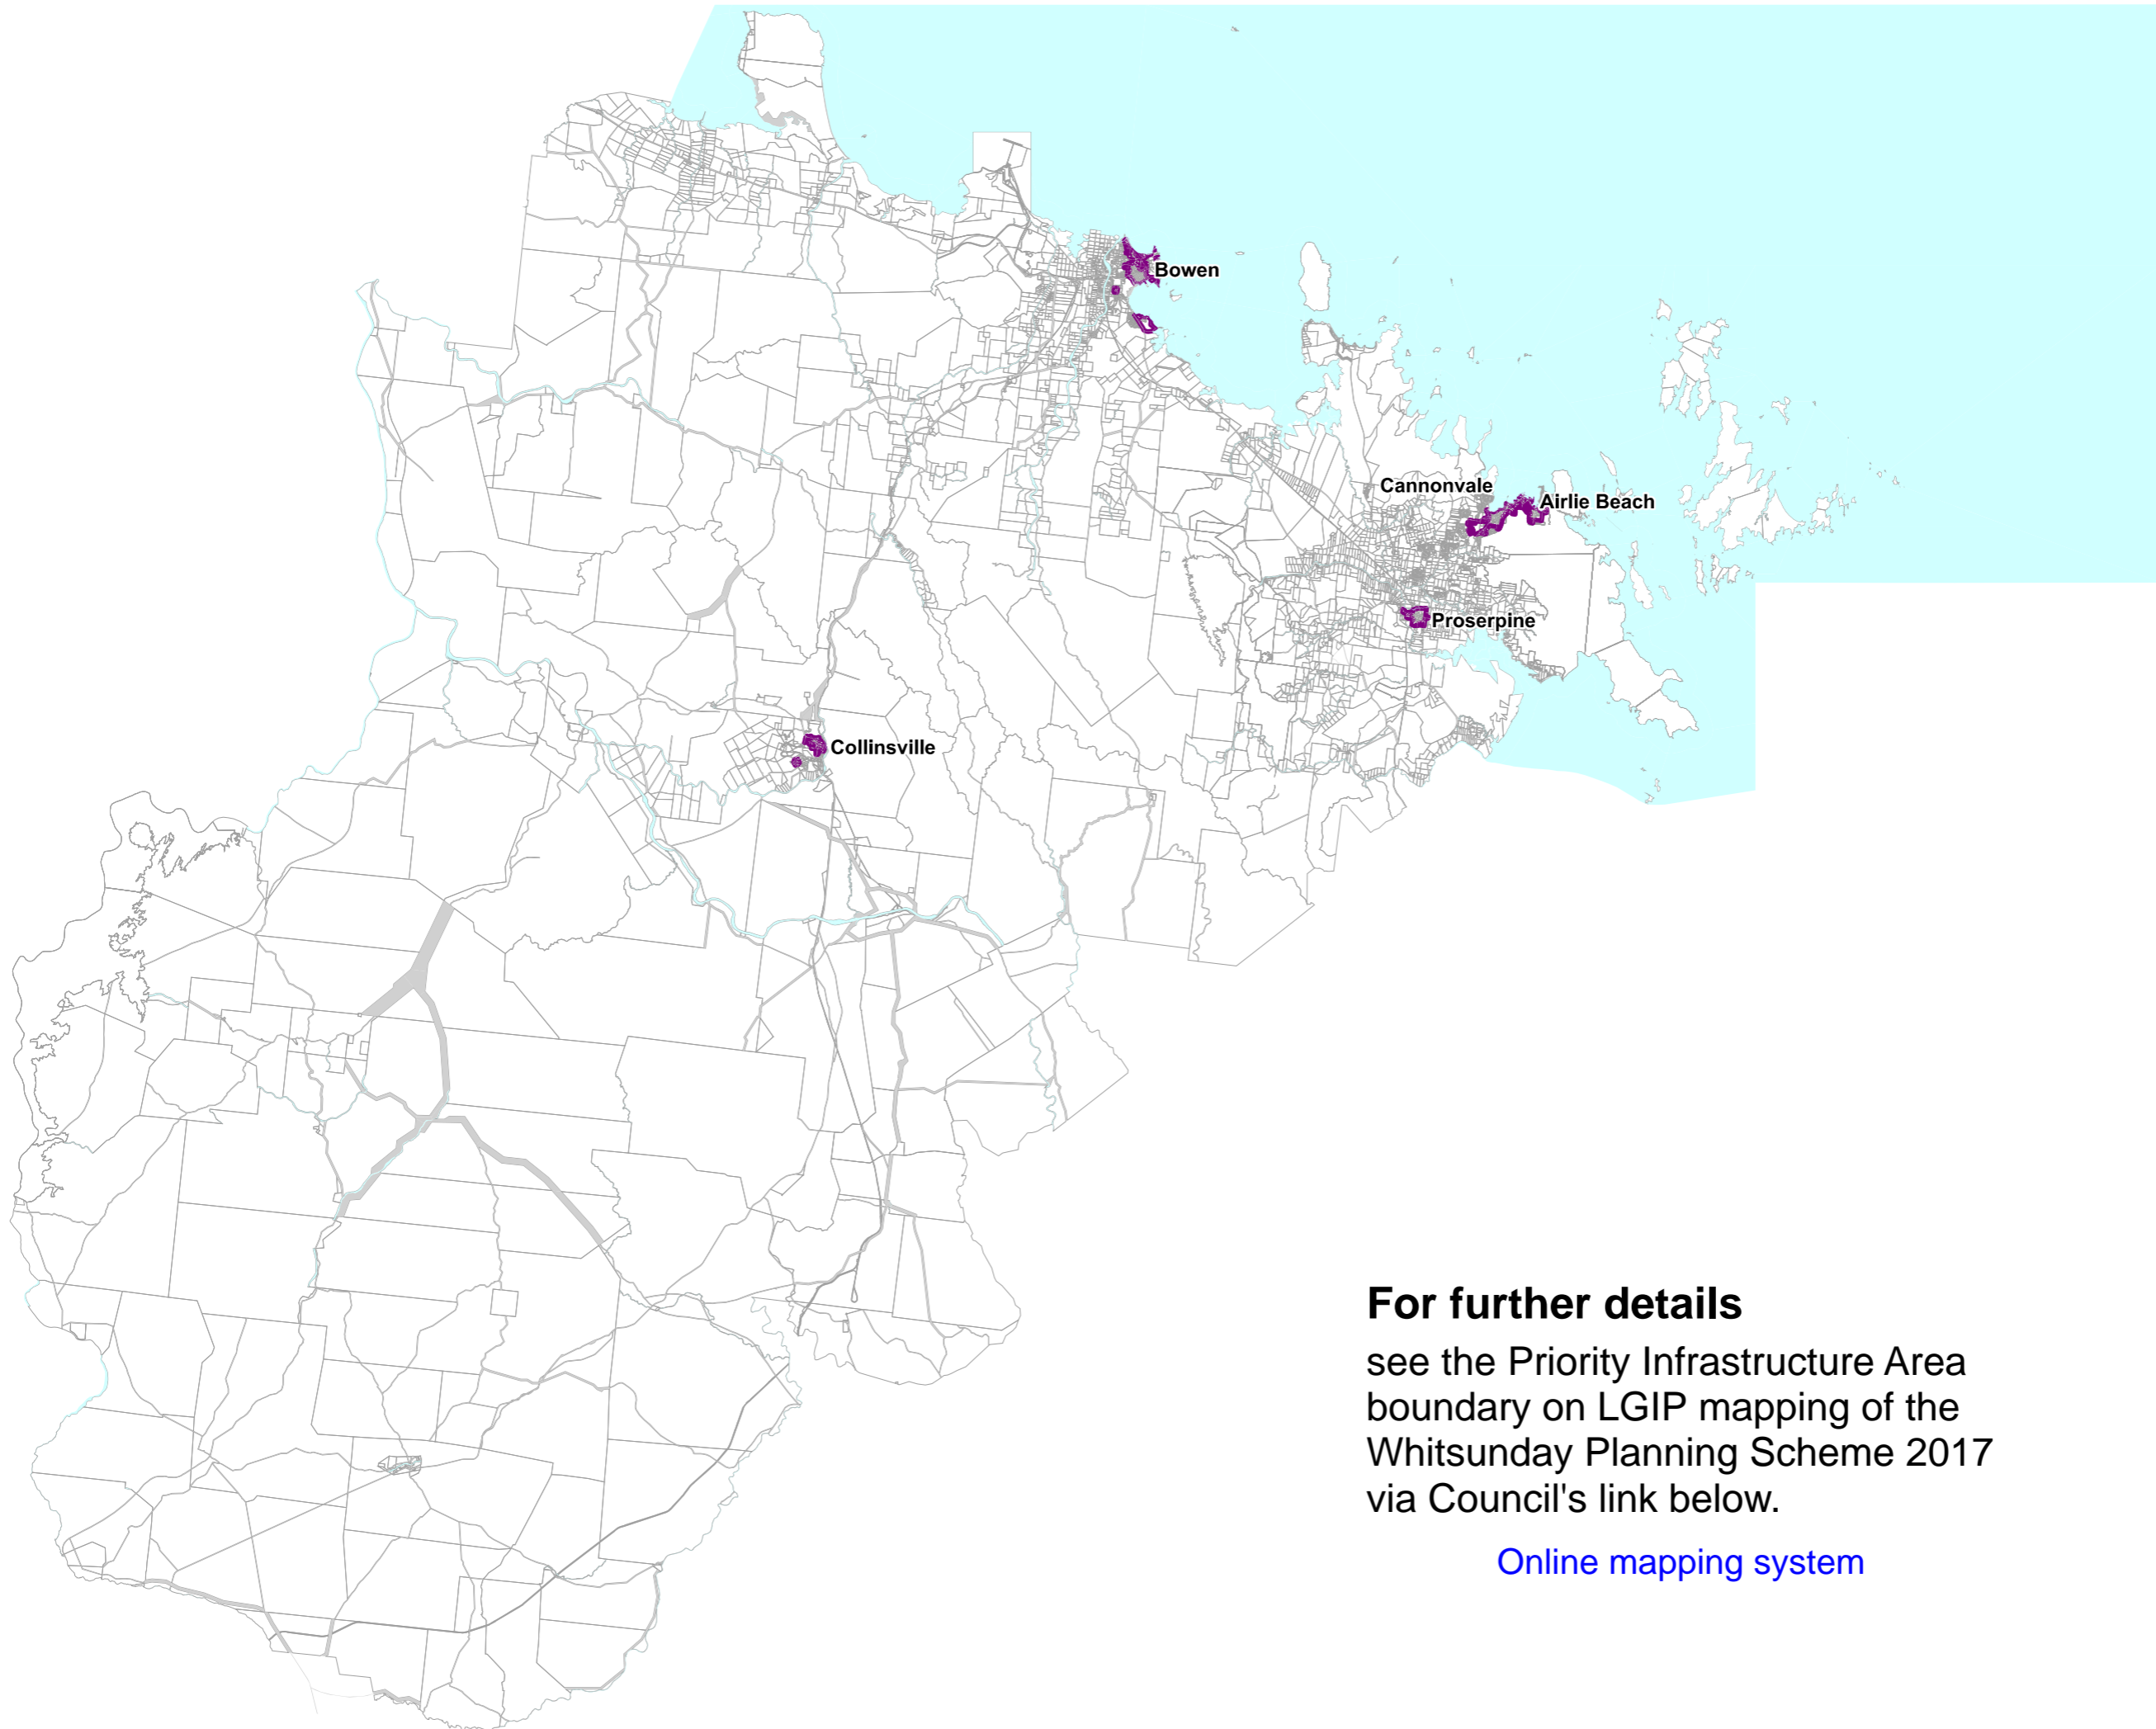 Bowen
Cannonvale
Airlie Beach
Proserpine
Collinsville
For further details
see the Priority Infrastructure Area
boundary on LGIP mapping of the
Whitsunday Planning Scheme 2017
via Council's link below.
Online mapping system